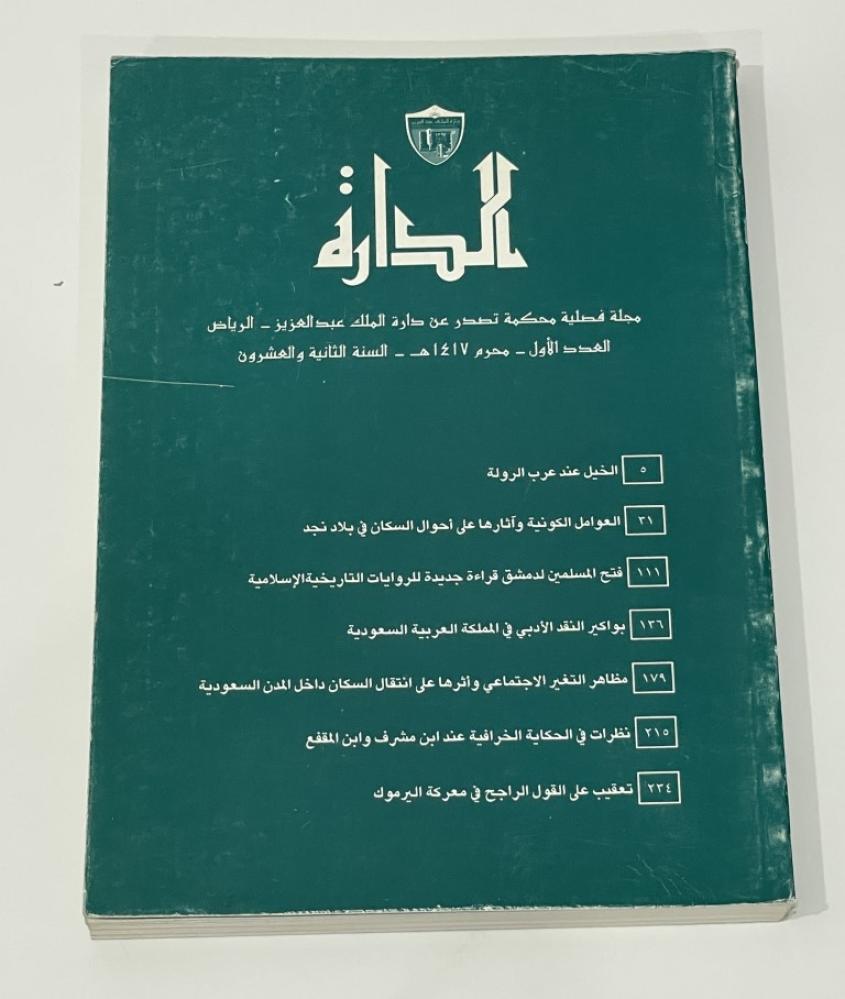 الدارة
مجلة فصلية محكمة تصدر عن دارة الملك عبدالعزيز - الرياض
العدد الأول - محرم ١٤١٧هـ - السنة الثانية والعشرون
٥ الخيل عند عرب الرولة
٣١ العوامل الكونية وآثارها على أحوال السكان في بلاد نجد
١١١ فتح المسلمين لدمشق قراءة جديدة للروايات التاريخية الإسلامية
١٣٦ بواكير النقد الأدبي في المملكة العربية السعودية
١٧٩ مظاهر التغير الاجتماعي وأثرها على انتقال السكان داخل المدن السعودية
٢١٥ نظرات في الحكاية الخرافية عند ابن مشرف وابن المقفع
٢٣٤ تعقيب على القول الراجح في معركة اليرموك